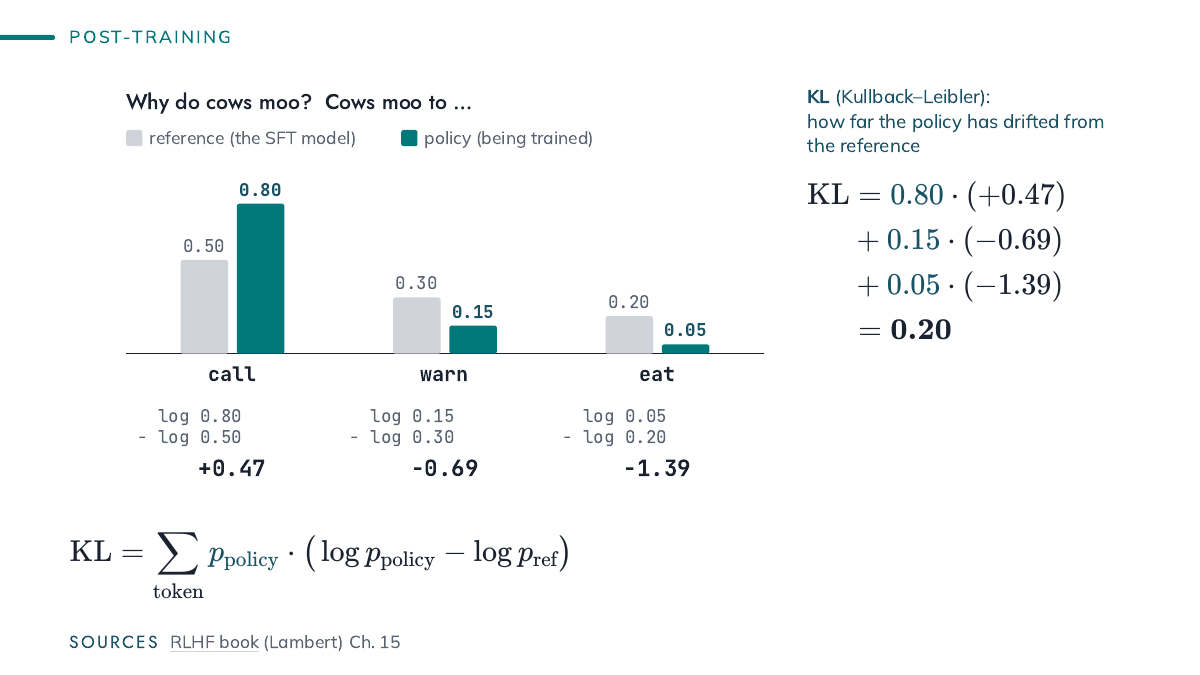 POST-TRAINING
Why do cows moo? Cows moo to ...
reference (the SFT model) policy (being trained)
0.50 0.80 0.30 0.15 0.20 0.05
call warn eat
log 0.80 log 0.15 log 0.05
- log 0.50 - log 0.30 - log 0.20
+0.47 -0.69 -1.39
KL (Kullback–Leibler):
how far the policy has drifted from
the reference
KL = 0.80 · (+0.47)
+ 0.15 · (−0.69)
+ 0.05 · (−1.39)
= 0.20
KL = ∑ p_policy · (log p_policy − log p_ref)
token
SOURCES RLHF book (Lambert) Ch. 15